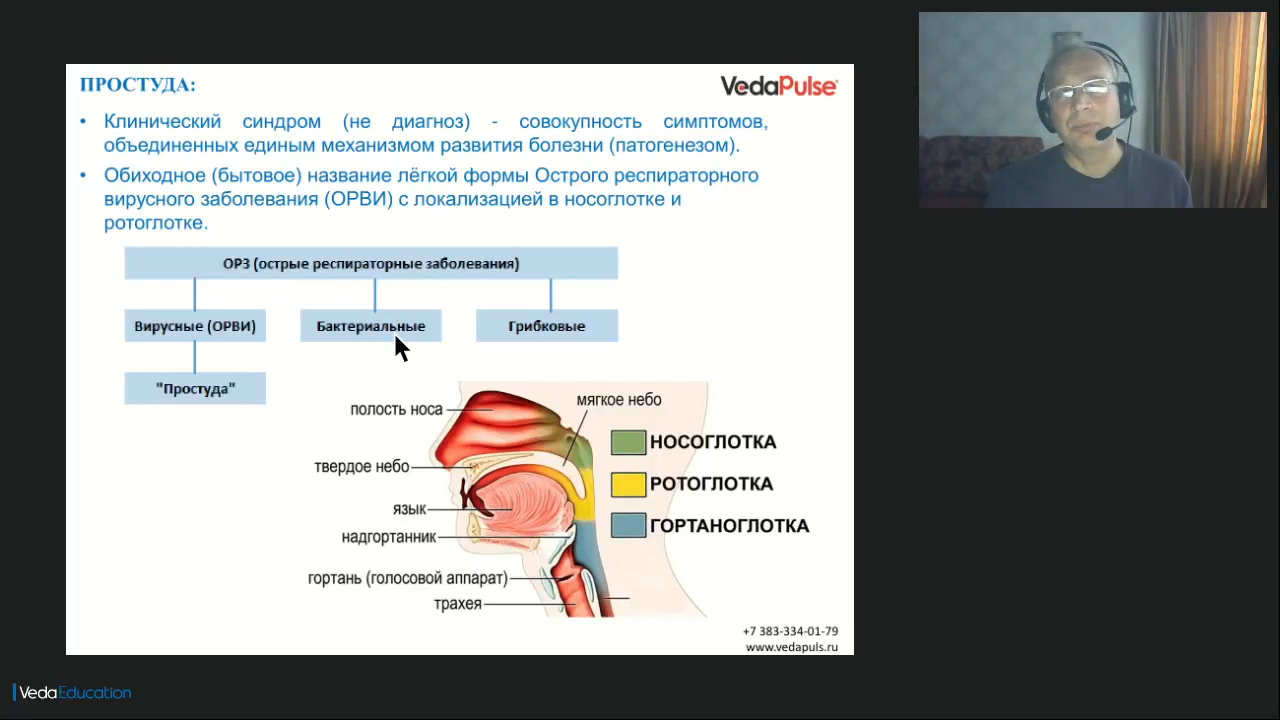 ПРОСТУДА:
VedaPulse
• Клинический синдром (не диагноз) - совокупность симптомов,
объединенных единым механизмом развития болезни (патогенезом).
• Обиходное (бытовое) название лёгкой формы Острого респираторного
вирусного заболевания (ОРВИ) с локализацией в носоглотке и
ротоглотке.
ОРЗ (острые респираторные заболевания)
Вирусные (ОРВИ)
Бактериальные
Грибковые
"Простуда"
мягкое небо
полость носа
НОСОГЛОТКА
твердое небо
РОТОГЛОТКА
язык
ГОРТАНОГЛОТКА
надгортанник
гортань (голосовой аппарат)
трахея
+7 383-334-01-79
www.vedapuls.ru
VedaEducation